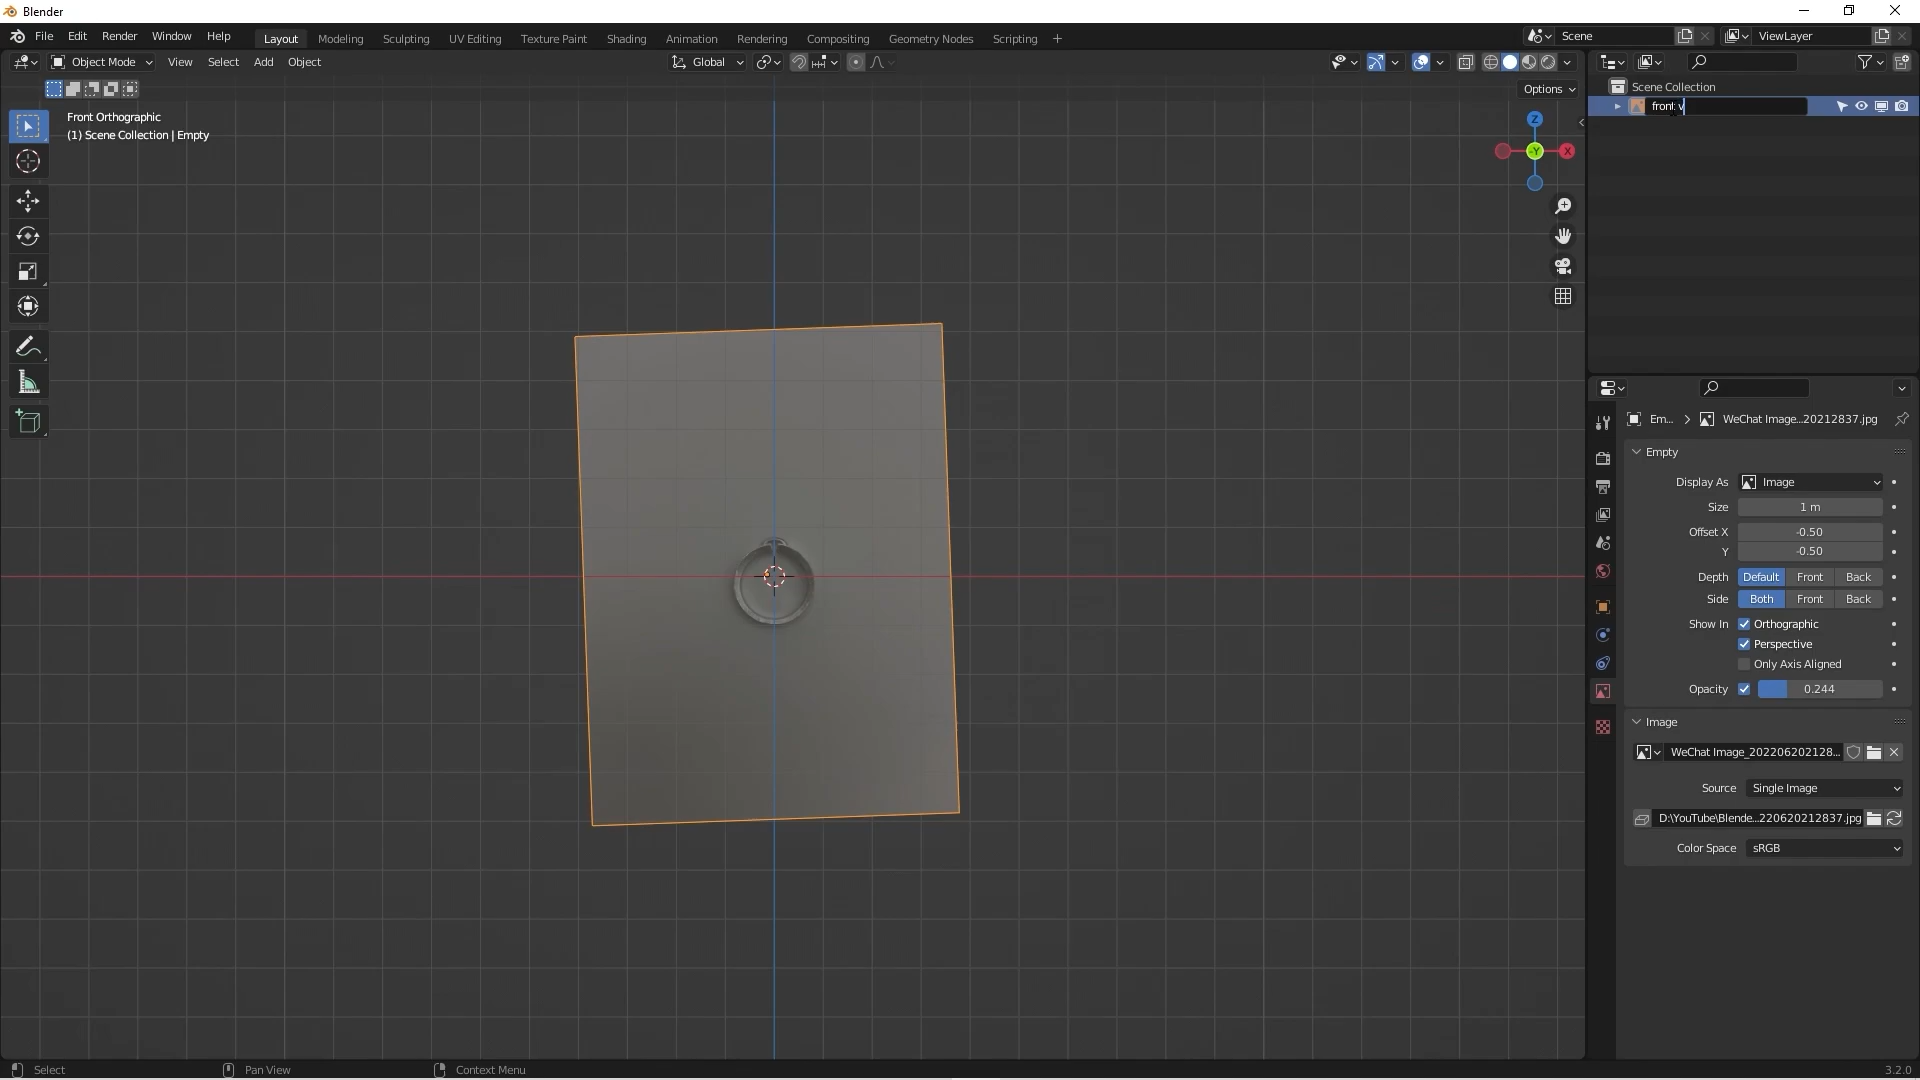 Blender
File Edit Render Window Help
Layout Modeling Sculpting UV Editing Texture Paint Shading Animation Rendering Compositing Geometry Nodes Scripting +
Scene
ViewLayer
Object Mode View Select Add Object
Global
Options
Front Orthographic
(1) Scene Collection | Empty
Z
-Y
X
Scene Collection
front v
Em... > WeChat Image...20212837.jpg
Empty
Display As Image
Size 1 m
Offset X -0.50
Y -0.50
Depth Default Front Back
Side Both Front Back
Show In Orthographic
Perspective
Only Axis Aligned
Opacity 0.244
Image
WeChat Image_202206202128...
Source Single Image
D:\YouTube\Blende...220620212837.jpg
Color Space sRGB
Select Pan View Context Menu 3.2.0